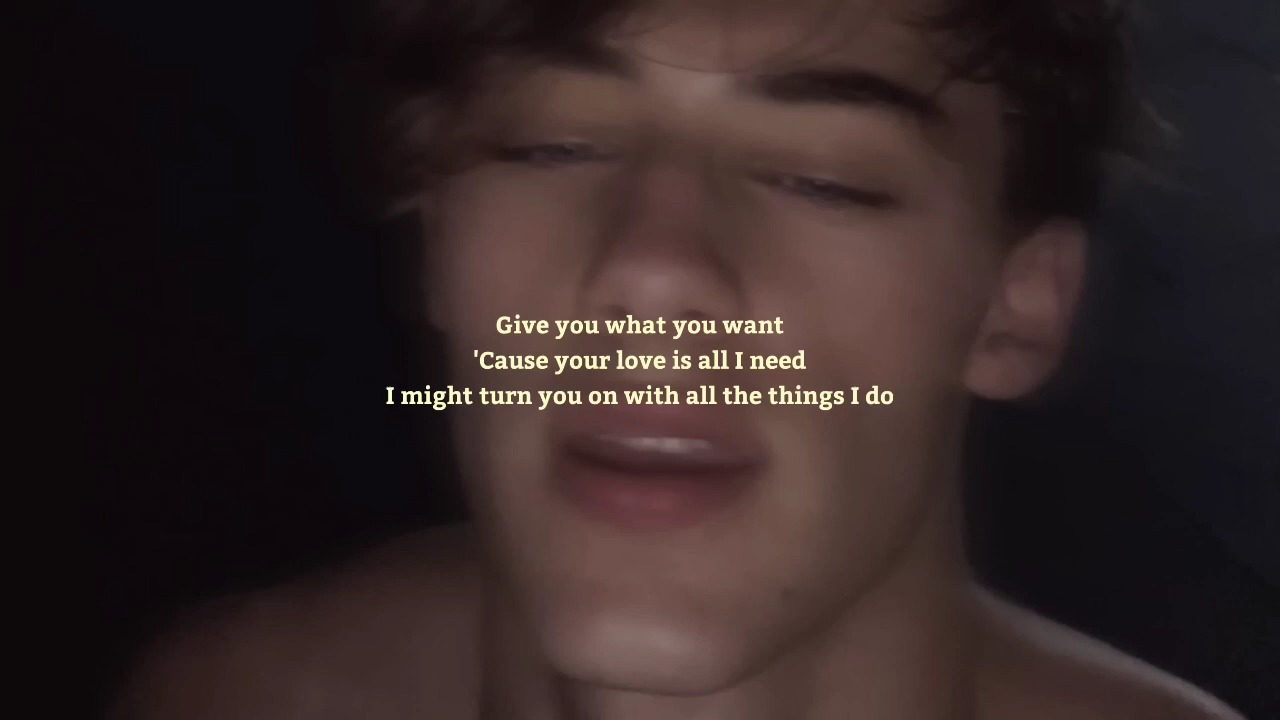 Give you what you want
'Cause your love is all I need
I might turn you on with all the things I do